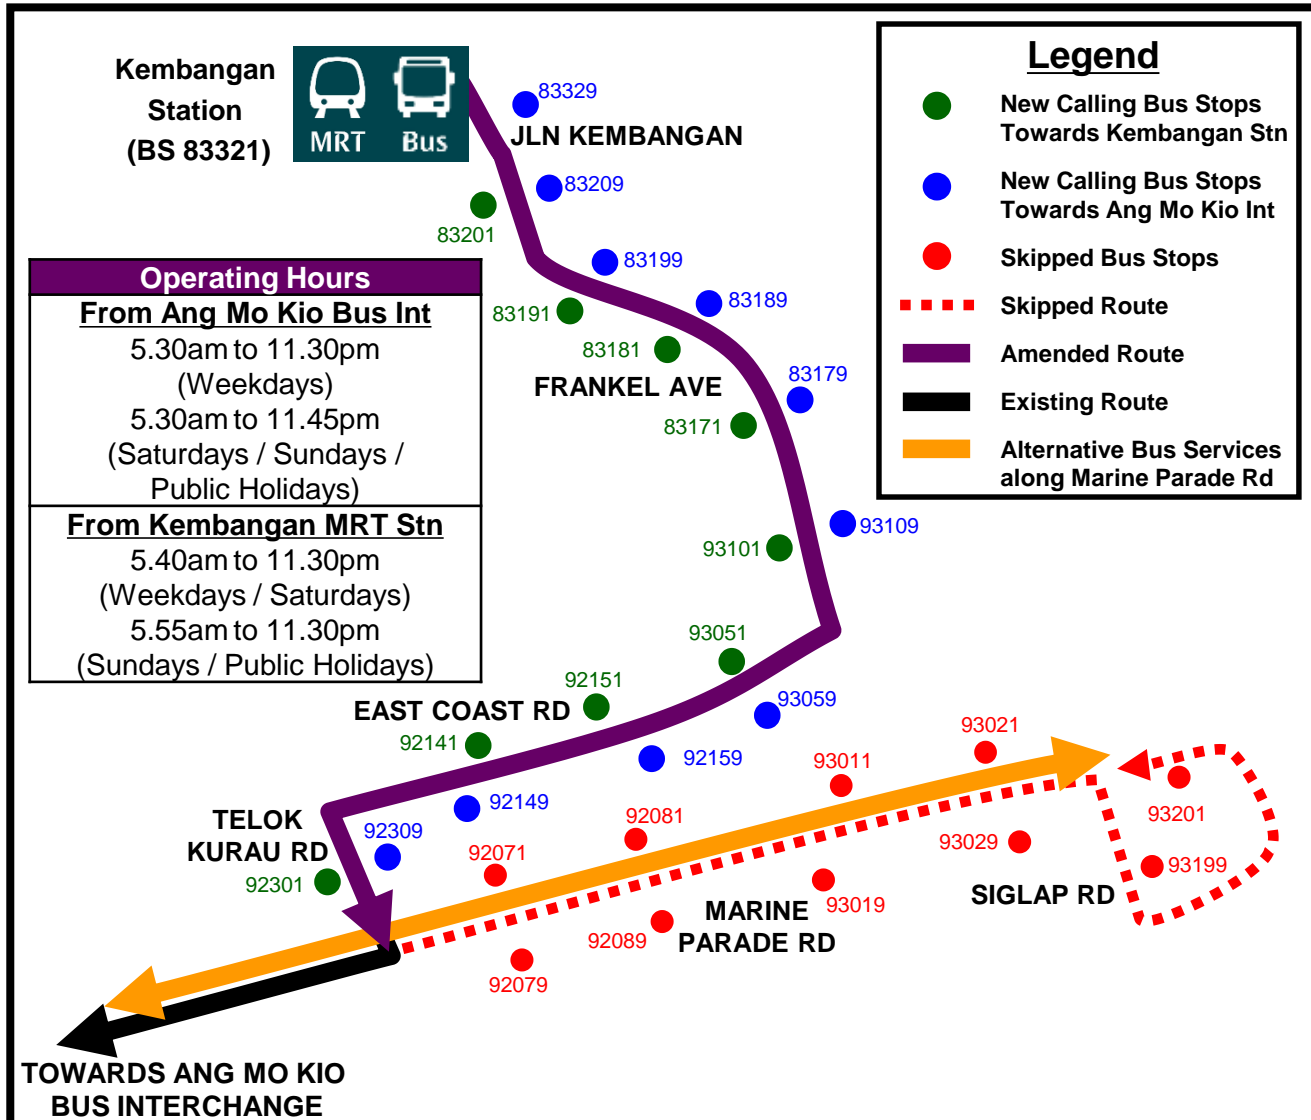 Kembangan
Station
(BS 83321)
MRT
Bus
83329
JLN KEMBANGAN
83209
83201
83199
83189
83191
83181
FRANKEL AVE
83179
83171
93109
93101
93051
93059
92151
EAST COAST RD
92141
92159
92149
TELOK
KURAU RD
92309
92301
92071
92081
93011
93021
93201
93029
93199
SIGLAP RD
93019
MARINE
PARADE RD
92089
92079
TOWARDS ANG MO KIO
BUS INTERCHANGE
Operating Hours
From Ang Mo Kio Bus Int
5.30am to 11.30pm
(Weekdays)
5.30am to 11.45pm
(Saturdays / Sundays /
Public Holidays)
From Kembangan MRT Stn
5.40am to 11.30pm
(Weekdays / Saturdays)
5.55am to 11.30pm
(Sundays / Public Holidays)
Legend
New Calling Bus Stops
Towards Kembangan Stn
New Calling Bus Stops
Towards Ang Mo Kio Int
Skipped Bus Stops
Skipped Route
Amended Route
Existing Route
Alternative Bus Services
along Marine Parade Rd